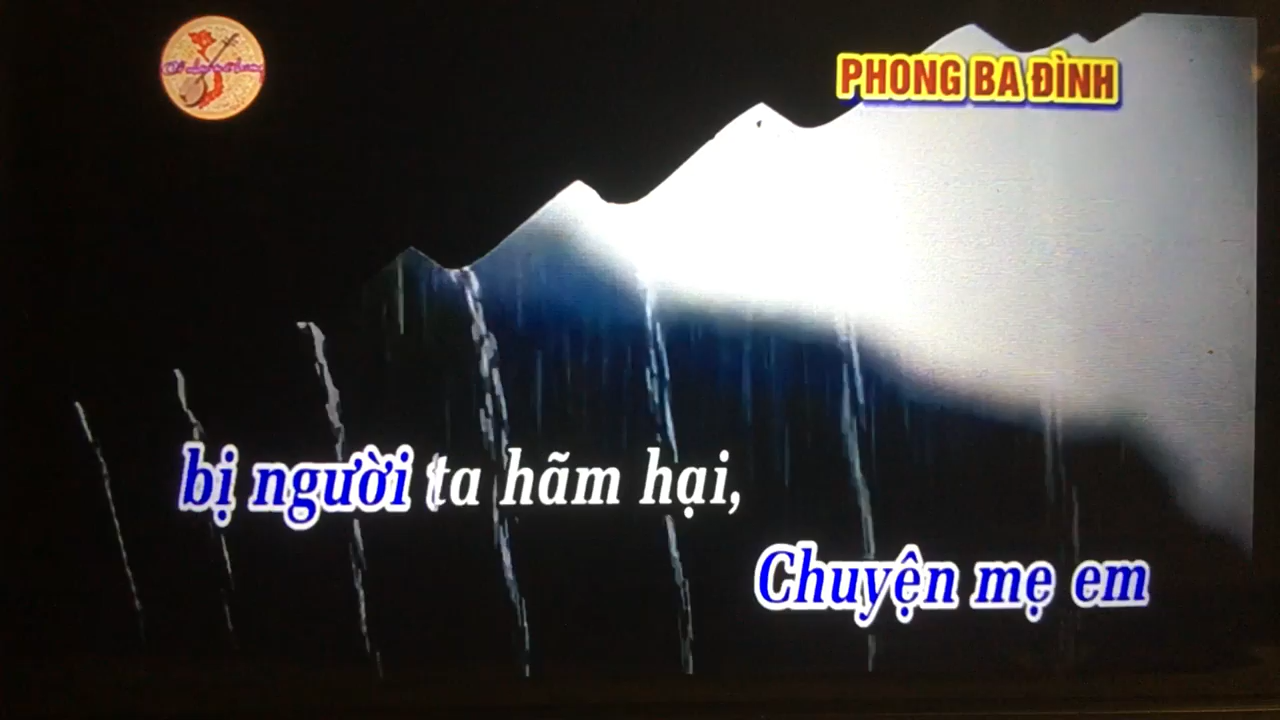 PHONG BA ĐÌNH
bị người ta hãm hại,
Chuyện mẹ em